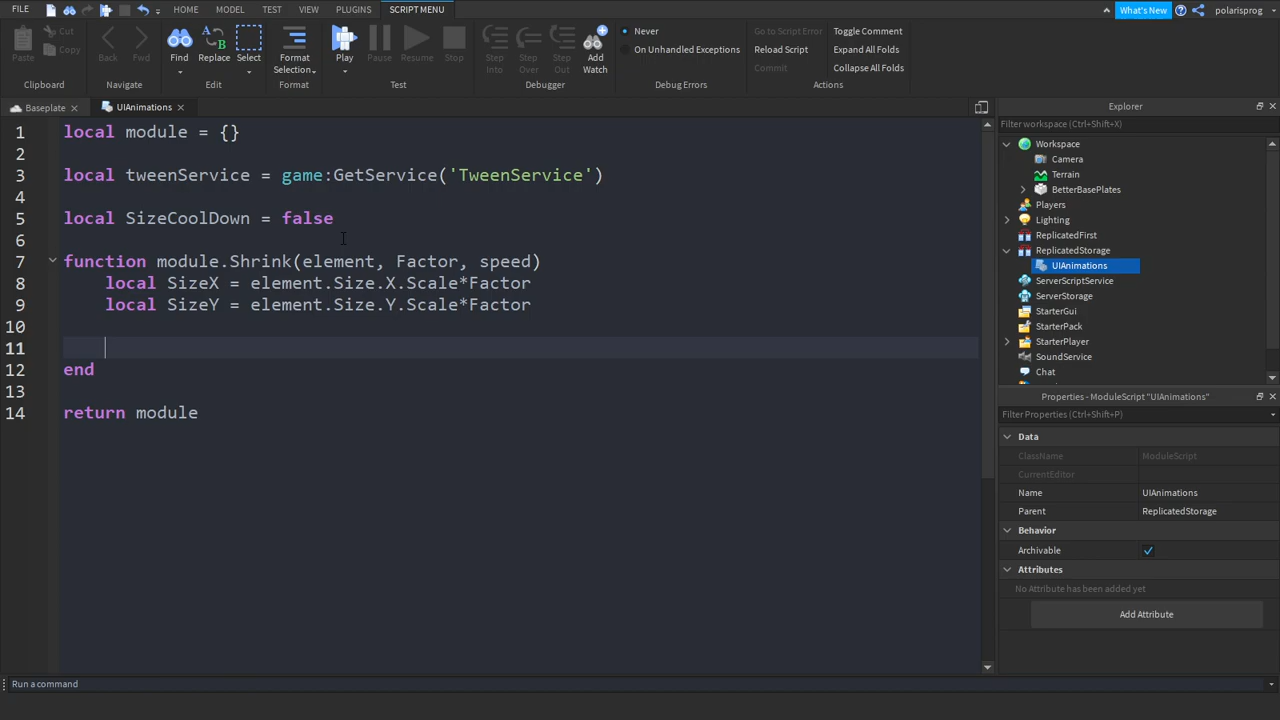 FILE HOME MODEL TEST VIEW PLUGINS SCRIPT MENU What's New polarisprog
Paste Cut Copy Back Fwd Find Replace Select Format Selection Play Pause Resume Stop Step Into Step Over Step Out Add Watch
Never
On Unhandled Exceptions
Go to Script Error
Reload Script
Commit
Toggle Comment
Expand All Folds
Collapse All Folds
Clipboard Navigate Edit Format Test Debugger Debug Errors Actions
Baseplate UIAnimations
1 local module = {}
2
3 local tweenService = game:GetService('TweenService')
4
5 local SizeCoolDown = false
6
7 function module.Shrink(element, Factor, speed)
8 local SizeX = element.Size.X.Scale*Factor
9 local SizeY = element.Size.Y.Scale*Factor
10
11
12 end
13
14 return module
Explorer
Filter workspace (Ctrl+Shift+X)
Workspace
Camera
Terrain
BetterBasePlates
Players
Lighting
ReplicatedFirst
ReplicatedStorage
UIAnimations
ServerScriptService
ServerStorage
StarterGui
StarterPack
StarterPlayer
SoundService
Chat
Properties - ModuleScript "UIAnimations"
Filter Properties (Ctrl+Shift+P)
Data
ClassName ModuleScript
CurrentEditor
Name UIAnimations
Parent ReplicatedStorage
Behavior
Archivable
Attributes
No Attribute has been added yet
Add Attribute
Run a command